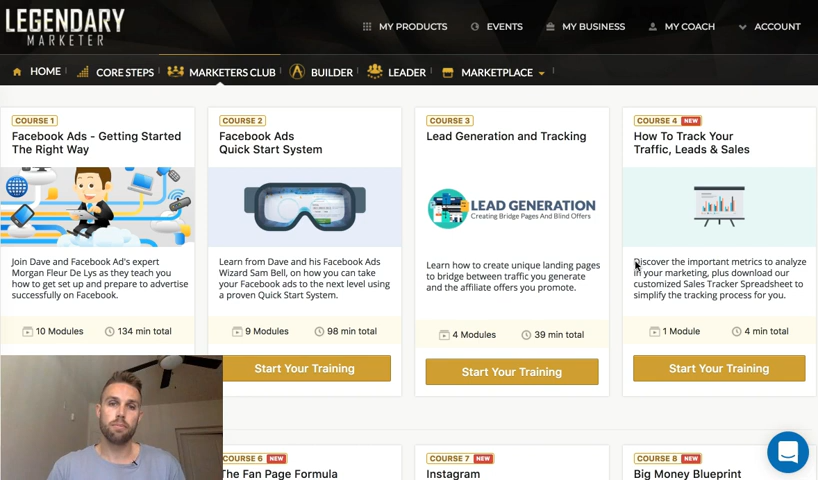 LEGENDARY
MARKETER
MY PRODUCTS
EVENTS
MY BUSINESS
MY COACH
ACCOUNT
HOME
CORE STEPS
MARKETERS CLUB
BUILDER
LEADER
MARKETPLACE
COURSE 1
Facebook Ads - Getting Started
The Right Way
Join Dave and Facebook Ad's expert
Morgan Fleur De Lys as they teach you
how to get set up and prepare to advertise
successfully on Facebook.
10 Modules
134 min total
COURSE 2
Facebook Ads
Quick Start System
Learn from Dave and his Facebook Ads
Wizard Sam Bell, on how you can take
your Facebook ads to the next level using
a proven Quick Start System.
9 Modules
98 min total
Start Your Training
COURSE 3
Lead Generation and Tracking
LEAD GENERATION
Creating Bridge Pages And Blind Offers
Learn how to create unique landing pages
to bridge between traffic you generate
and the affiliate offers you promote.
4 Modules
39 min total
Start Your Training
COURSE 4 NEW
How To Track Your
Traffic, Leads & Sales
Discover the important metrics to analyze
in your marketing, plus download our
customized Sales Tracker Spreadsheet to
simplify the tracking process for you.
1 Module
4 min total
Start Your Training
COURSE 6 NEW
The Fan Page Formula
COURSE 7 NEW
Instagram
COURSE 8 NEW
Big Money Blueprint